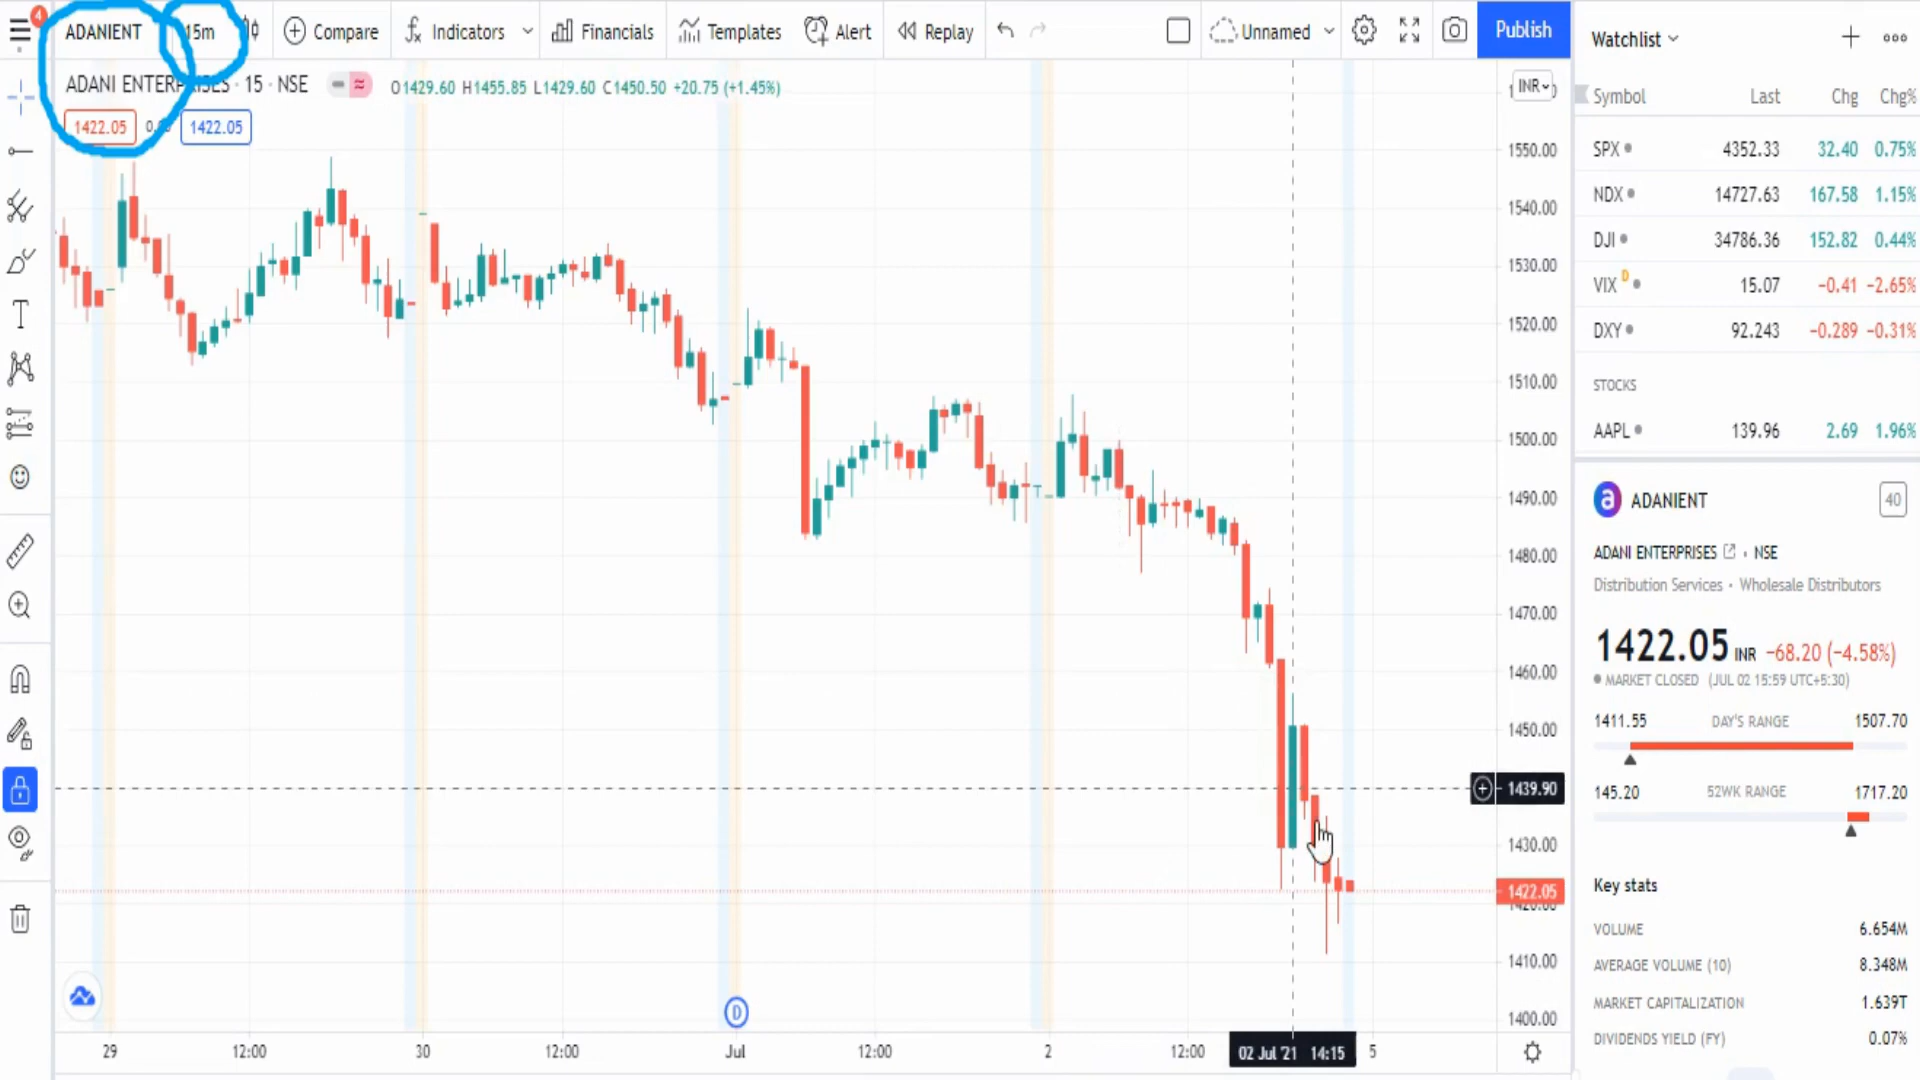 4
ADANIENT 15m Compare Indicators Financials Templates Alert Replay Unnamed Publish
ADANI ENTERPRISES · 15 · NSE O1429.60 H1455.85 L1429.60 C1450.50 +20.75 (+1.45%)
1422.05 1422.05
INR
1550.00
1540.00
1530.00
1520.00
1510.00
1500.00
1490.00
1480.00
1470.00
1460.00
1450.00
1439.90
1430.00
1422.05
1420.00
1410.00
1400.00
D
29 12:00 30 12:00 Jul 12:00 2 12:00 02 Jul '21 14:15 5
Watchlist
Symbol Last Chg Chg%
SPX 4352.33 32.40 0.75%
NDX 14727.63 167.58 1.15%
DJI 34786.36 152.82 0.44%
VIX D 15.07 −0.41 −2.65%
DXY 92.243 −0.289 −0.31%
STOCKS
AAPL 139.96 2.69 1.96%
a ADANIENT 40
ADANI ENTERPRISES · NSE
Distribution Services • Wholesale Distributors
1422.05 INR −68.20 (−4.58%)
MARKET CLOSED (JUL 02 15:59 UTC+5:30)
1411.55 DAY'S RANGE 1507.70
145.20 52WK RANGE 1717.20
Key stats
VOLUME 6.654M
AVERAGE VOLUME (10) 8.348M
MARKET CAPITALIZATION 1.639T
DIVIDENDS YIELD (FY) 0.07%